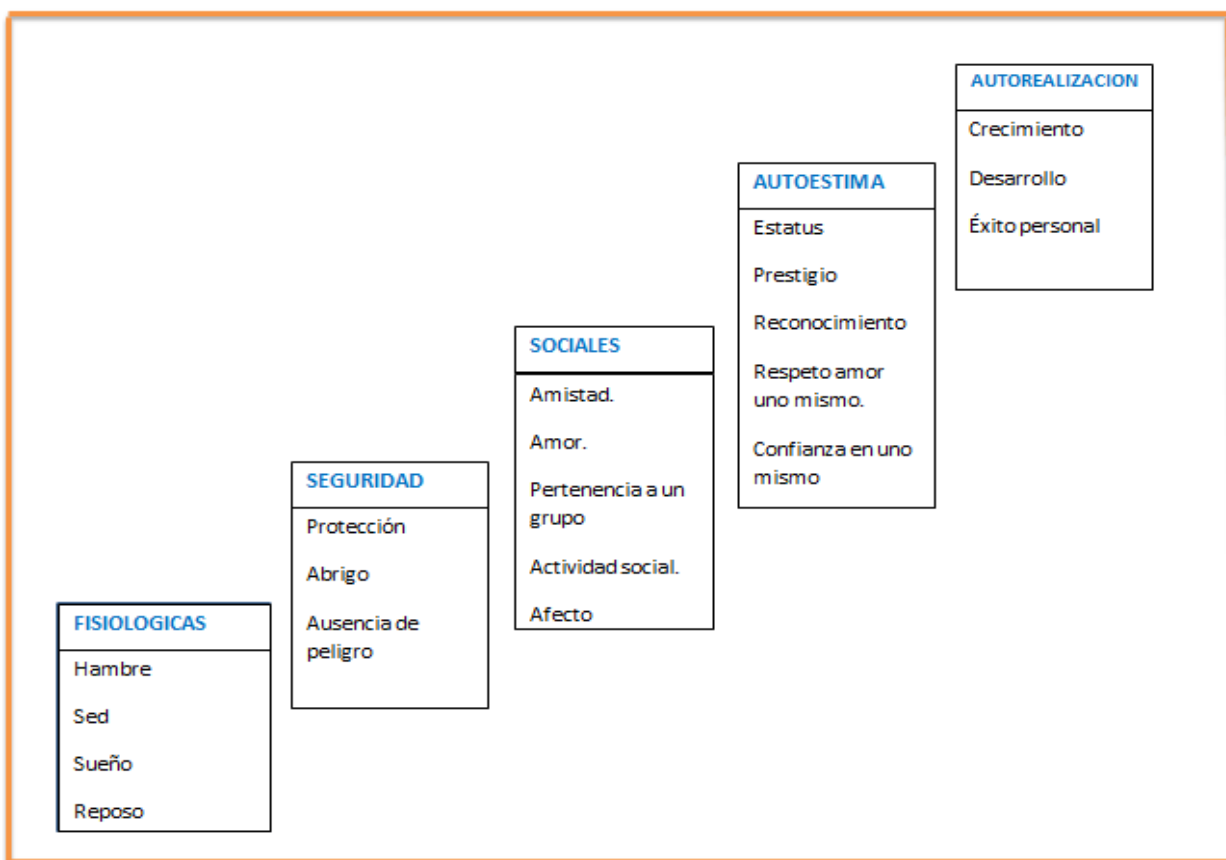 FISIOLOGICAS
Hambre
Sed
Sueño
Reposo
SEGURIDAD
Protección
Abrigo
Ausencia de
peligro
SOCIALES
Amistad.
Amor.
Pertenencia a un
grupo
Actividad social.
Afecto
AUTOESTIMA
Estatus
Prestigio
Reconocimiento
Respeto amor
uno mismo.
Confianza en uno
mismo
AUTOREALIZACION
Crecimiento
Desarrollo
Éxito personal